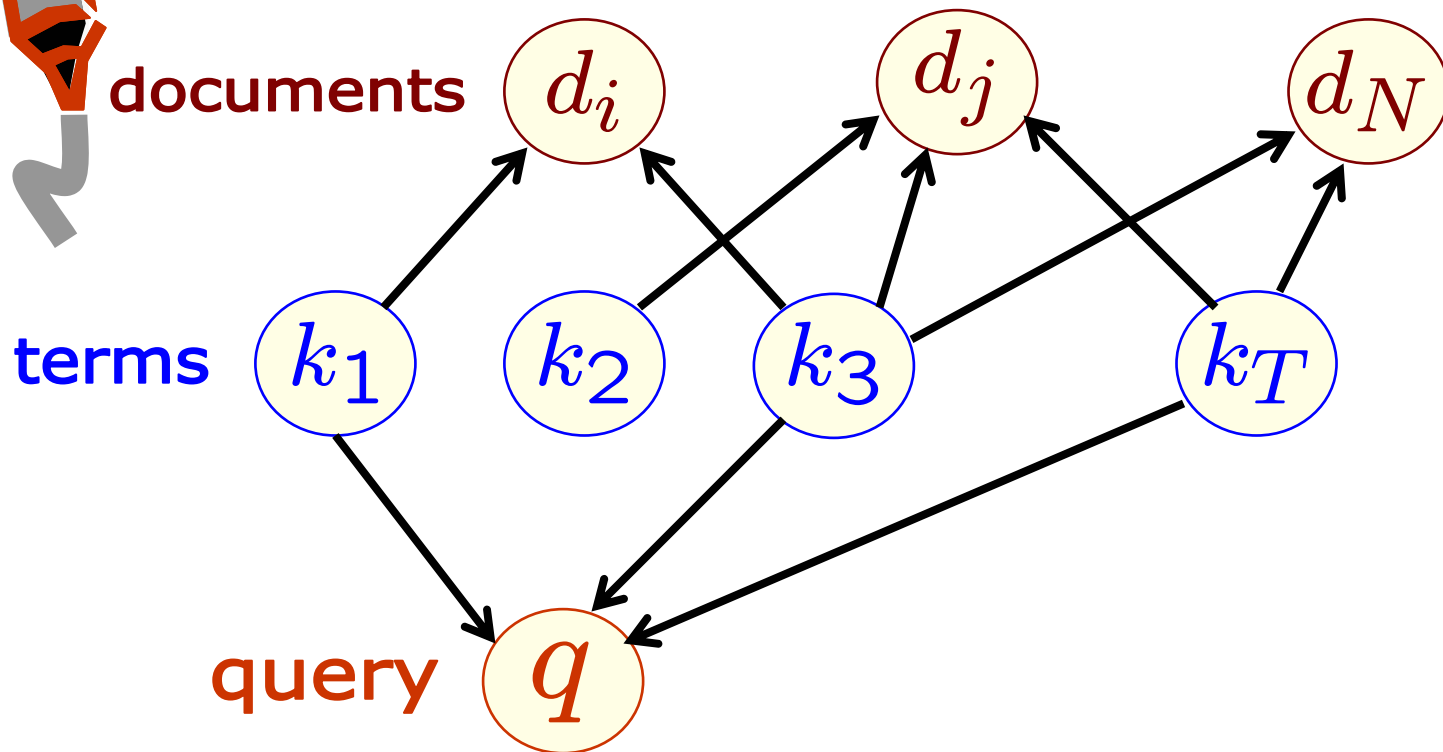 documents d_i d_j d_N
terms k_1 k_2 k_3 k_T
query q